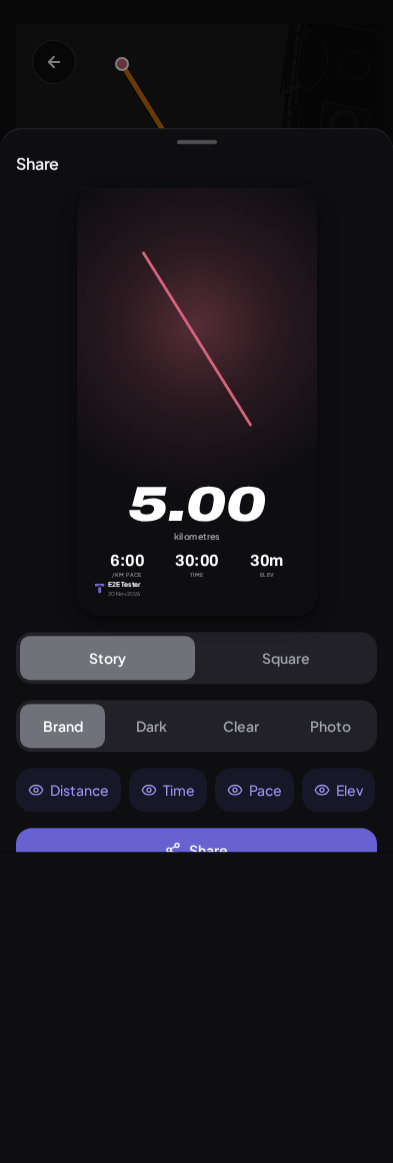 Share
5.00
kilometres
6:00 30:00 30m
/KM PACE TIME ELEV
E2E Tester
20 Nov 2026
Story Square
Brand Dark Clear Photo
Distance Time Pace Elev
Share